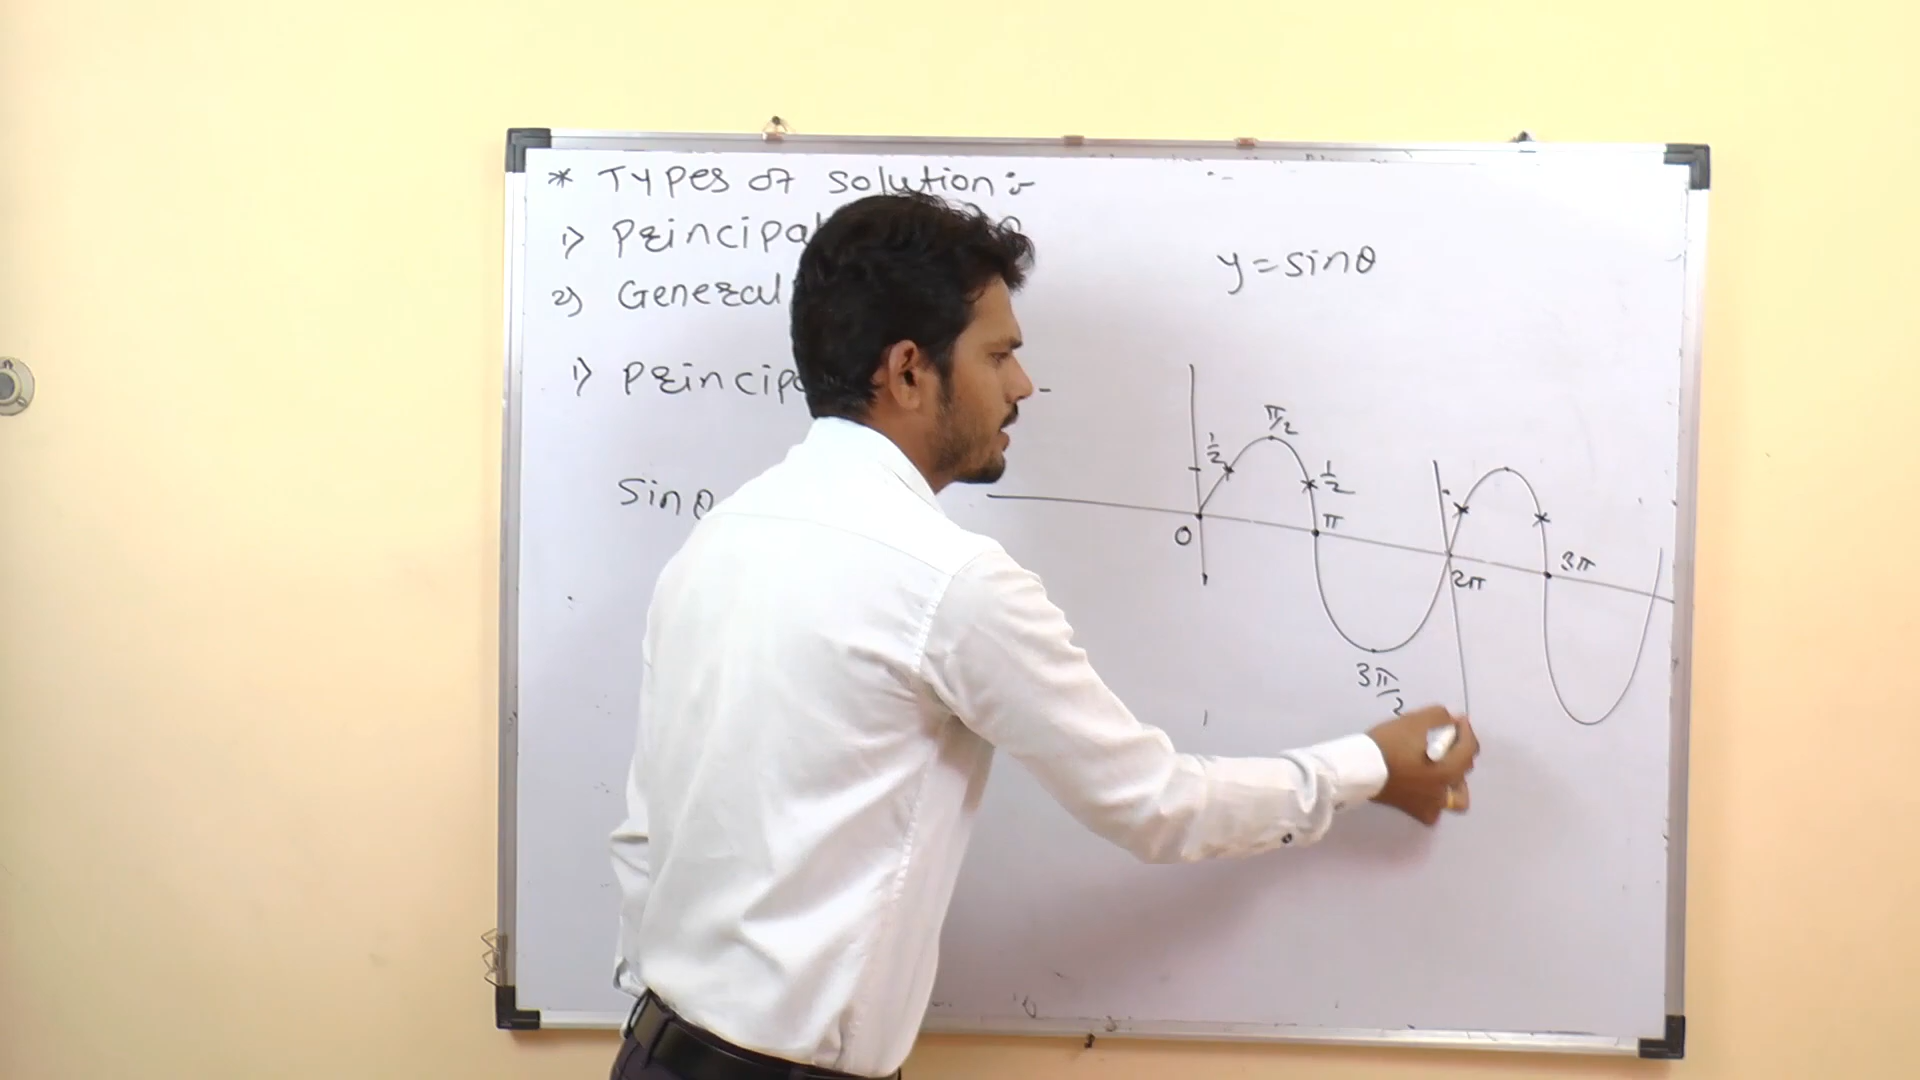 * Types of solution :-
1) Principal
2) General
1) Princip
sin θ
y = sin θ
π/2
1/2
1/2
0
π
2π
3π
3π/2